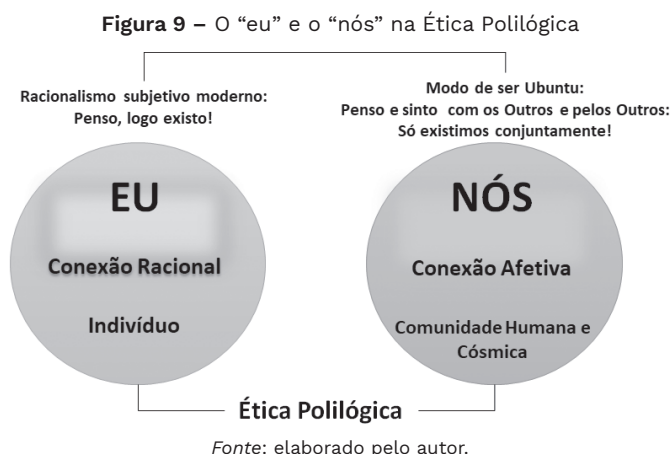 Figura 9 – O “eu” e o “nós” na Ética Polilógica
Racionalismo subjetivo moderno:
Penso, logo existo!
Modo de ser Ubuntu:
Penso e sinto com os Outros e pelos Outros:
Só existimos conjuntamente!
EU
Conexão Racional
Indivíduo
NÓS
Conexão Afetiva
Comunidade Humana e
Cósmica
Ética Polilógica
Fonte: elaborado pelo autor.